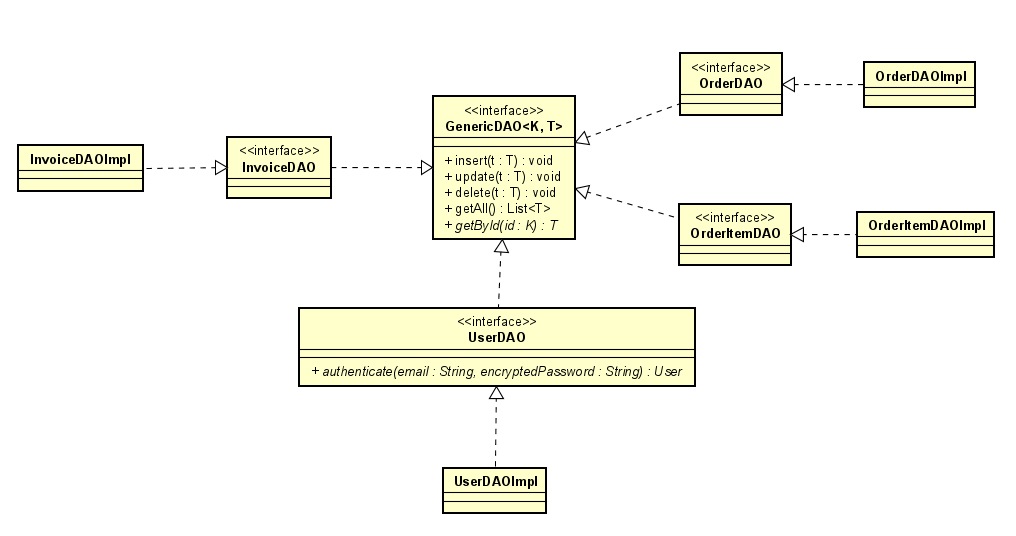 <<interface>>
OrderDAO
OrderDAOImpl
<<interface>>
GenericDAO<K, T>
+ insert(t : T) : void
+ update(t : T) : void
+ delete(t : T) : void
+ getAll() : List<T>
+ getById(id : K) : T
InvoiceDAOImpl
<<interface>>
InvoiceDAO
<<interface>>
OrderItemDAO
OrderItemDAOImpl
<<interface>>
UserDAO
+ authenticate(email : String, encryptedPassword : String) : User
UserDAOImpl